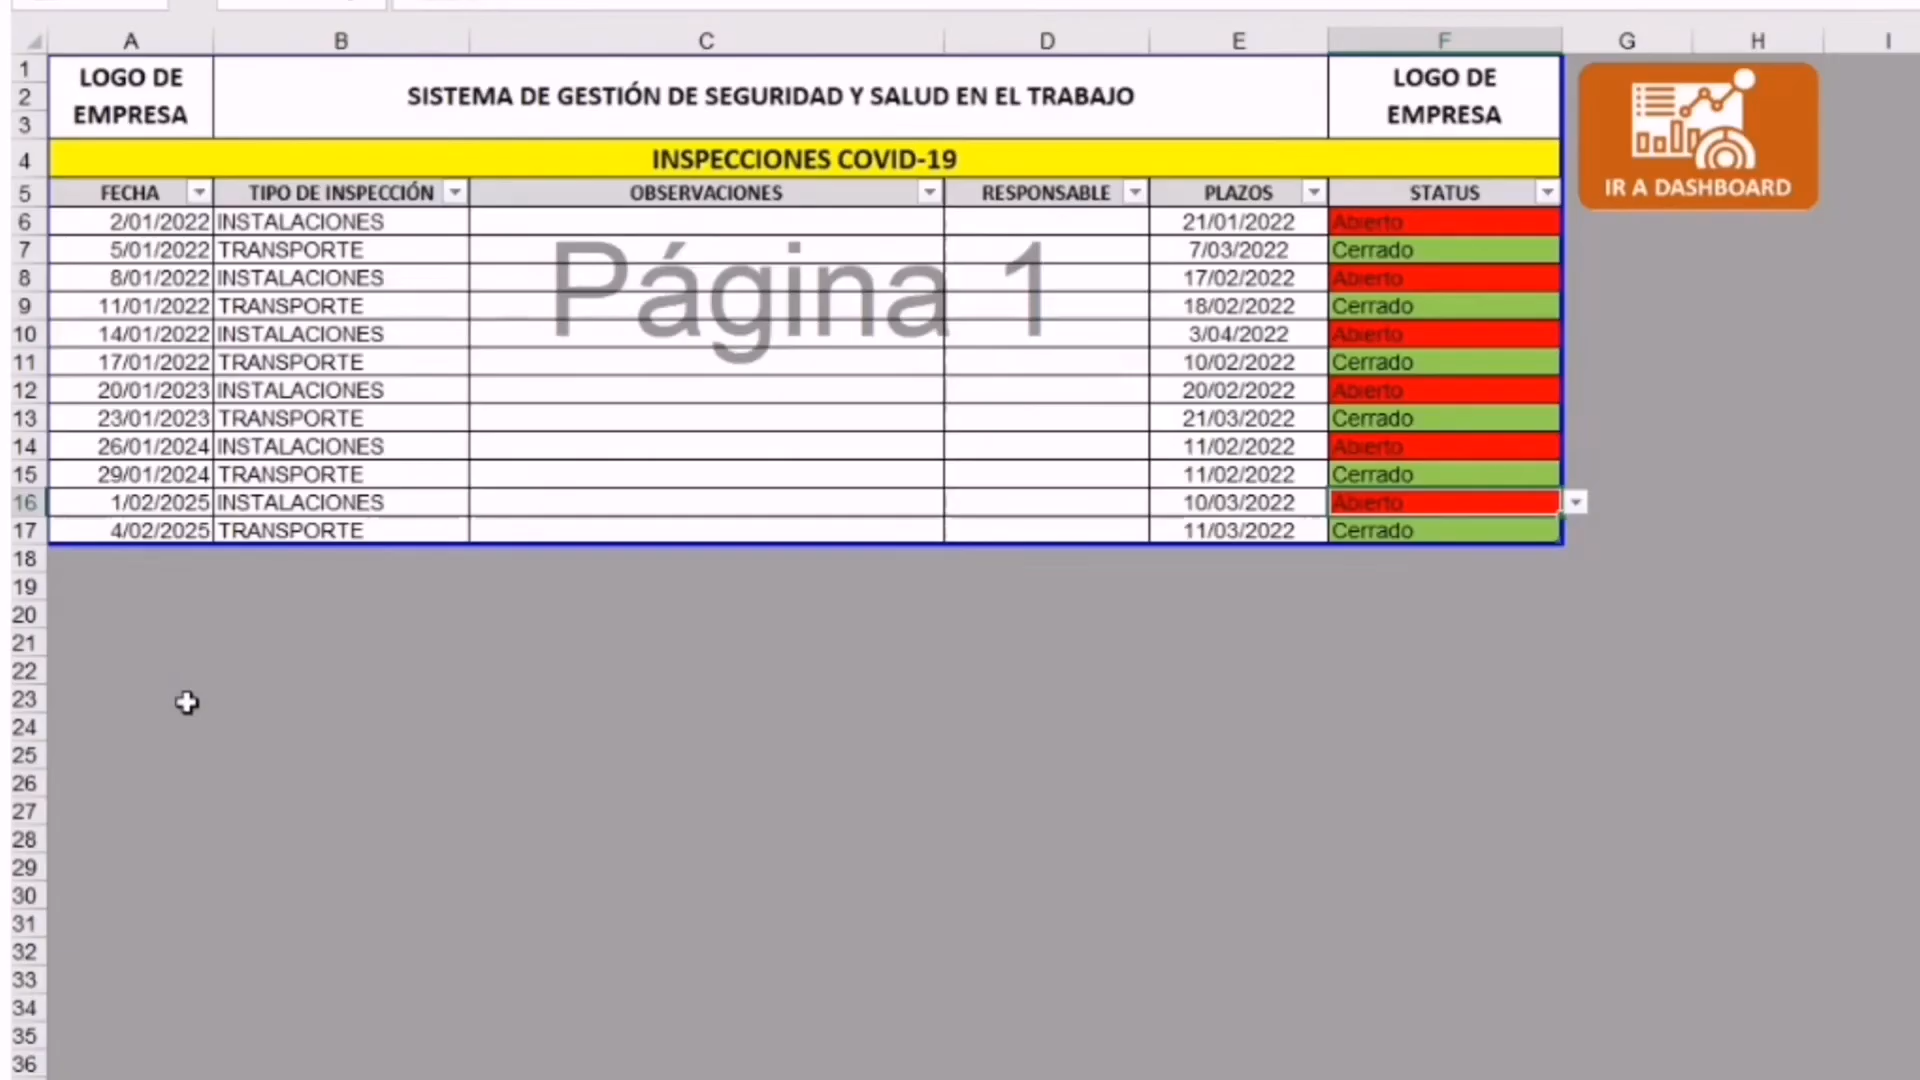 A B C D E F G H I
1 LOGO DE EMPRESA SISTEMA DE GESTIÓN DE SEGURIDAD Y SALUD EN EL TRABAJO LOGO DE EMPRESA
2
3
4 INSPECCIONES COVID-19
IR A DASHBOARD
5 FECHA TIPO DE INSPECCIÓN OBSERVACIONES RESPONSABLE PLAZOS STATUS
6 2/01/2022 INSTALACIONES 21/01/2022 Abierto
7 5/01/2022 TRANSPORTE 7/03/2022 Cerrado
8 8/01/2022 INSTALACIONES 17/02/2022 Abierto
Página 1
9 11/01/2022 TRANSPORTE 18/02/2022 Cerrado
10 14/01/2022 INSTALACIONES 3/04/2022 Abierto
11 17/01/2022 TRANSPORTE 10/02/2022 Cerrado
12 20/01/2023 INSTALACIONES 20/02/2022 Abierto
13 23/01/2023 TRANSPORTE 21/03/2022 Cerrado
14 26/01/2024 INSTALACIONES 11/02/2022 Abierto
15 29/01/2024 TRANSPORTE 11/02/2022 Cerrado
16 1/02/2025 INSTALACIONES 10/03/2022 Abierto
17 4/02/2025 TRANSPORTE 11/03/2022 Cerrado
18
19
20
21
22
23
24
25
26
27
28
29
30
31
32
33
34
35
36